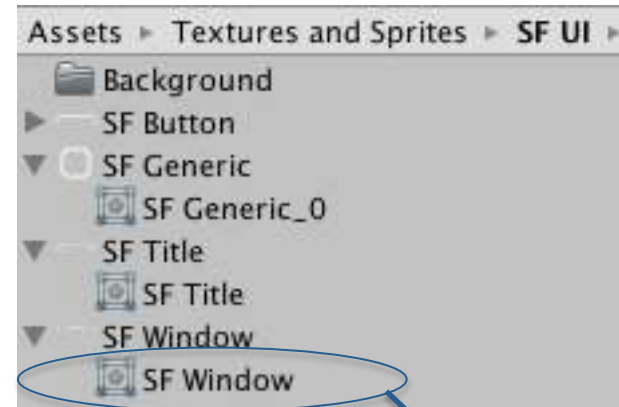 Assets ▸ Textures and Sprites ▸ SF UI ▸
Background
SF Button
SF Generic
SF Generic_0
SF Title
SF Title
SF Window
SF Window